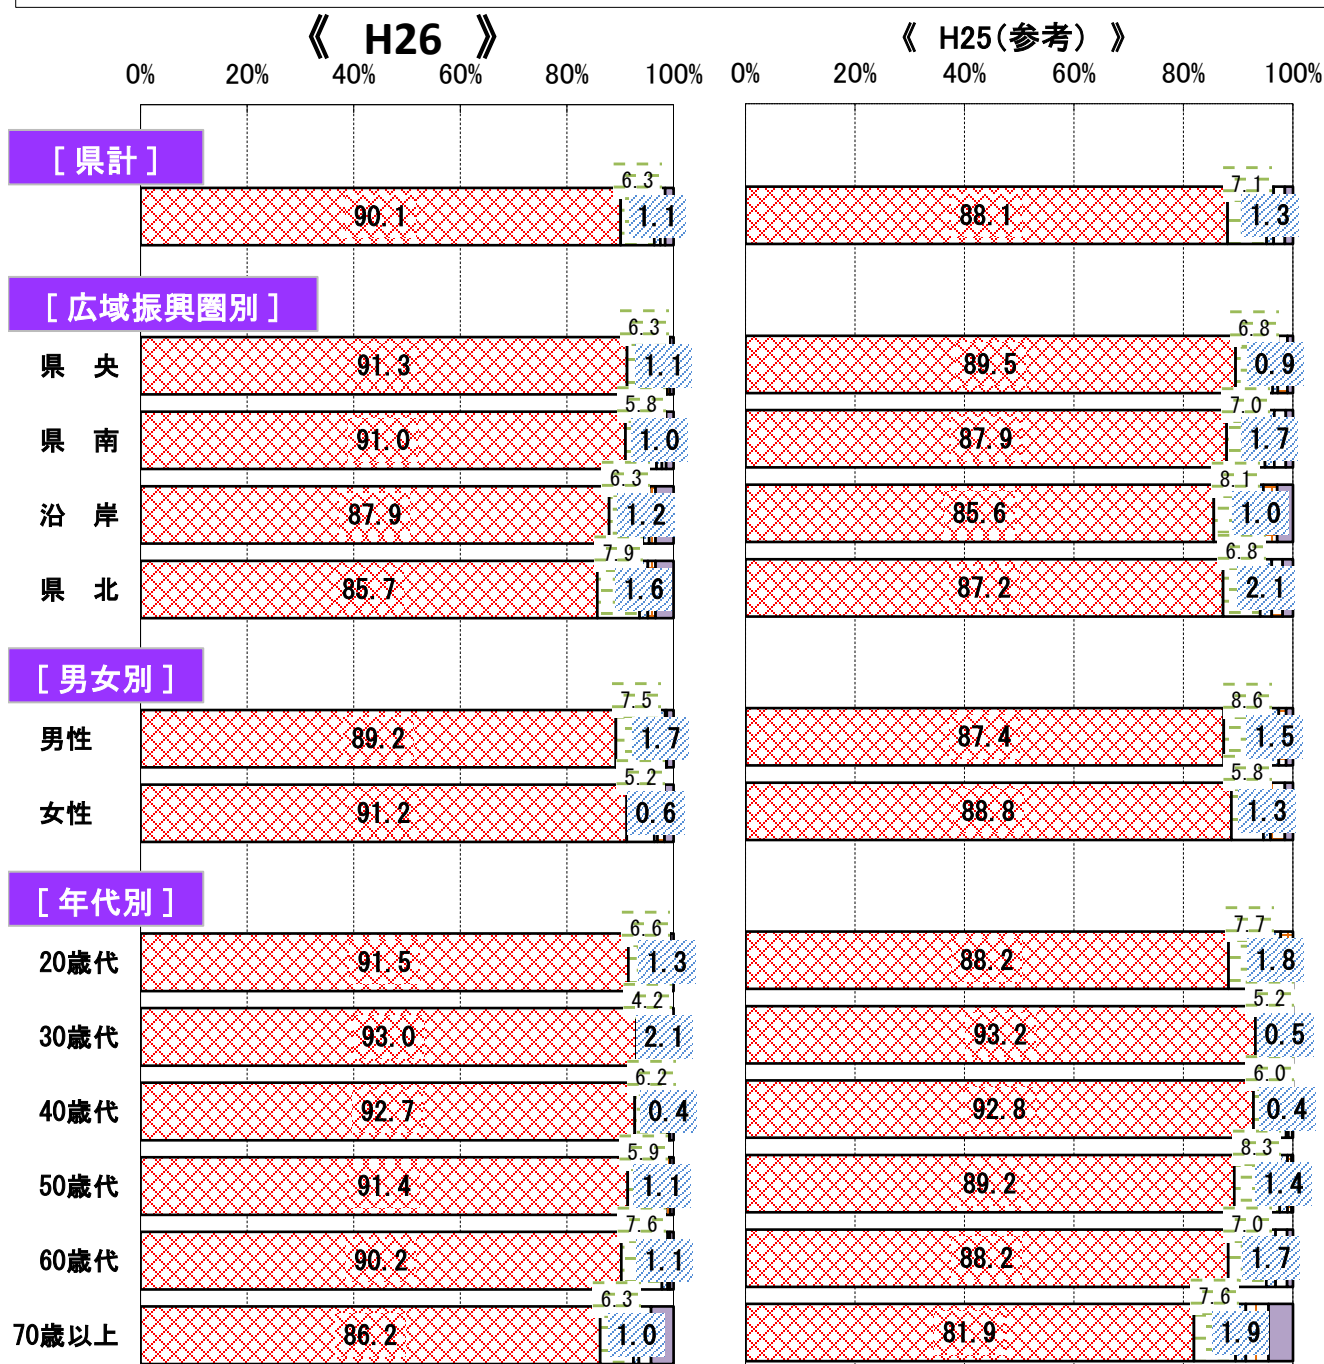 《 H26 》 《 H25(参考) 》
0% 20% 40% 60% 80% 100% 0% 20% 40% 60% 80% 100%
[ 県計 ]
6.3 7.1
90.1 1.1 88.1 1.3
[ 広域振興圏別 ]
6.3 6.8
県 央 91.3 1.1 89.5 0.9
5.8 7.0
県 南 91.0 1.0 87.9 1.7
6.3 8.1
沿 岸 87.9 1.2 85.6 1.0
7.9 6.8
県 北 85.7 1.6 87.2 2.1
[ 男女別 ]
7.5 8.6
男性 89.2 1.7 87.4 1.5
5.2 5.8
女性 91.2 0.6 88.8 1.3
[ 年代別 ]
6.6 7.7
20歳代 91.5 1.3 88.2 1.8
4.2 5.2
30歳代 93.0 2.1 93.2 0.5
6.2 6.0
40歳代 92.7 0.4 92.8 0.4
5.9 8.3
50歳代 91.4 1.1 89.2 1.4
7.6 7.0
60歳代 90.2 1.1 88.2 1.7
6.3 7.6
70歳以上 86.2 1.0 81.9 1.9